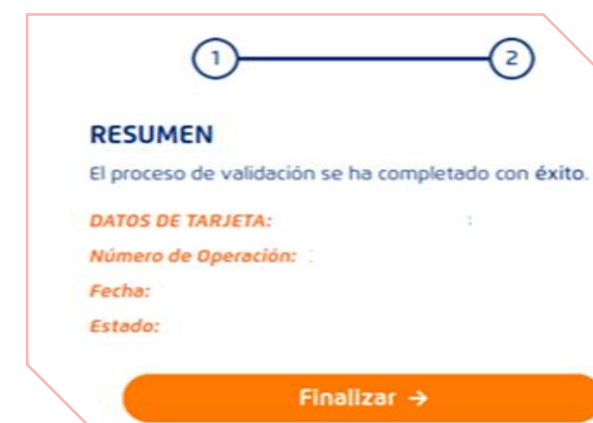 1 2
RESUMEN
El proceso de validación se ha completado con éxito.
DATOS DE TARJETA:
Número de Operación:
Fecha:
Estado:
Finalizar →